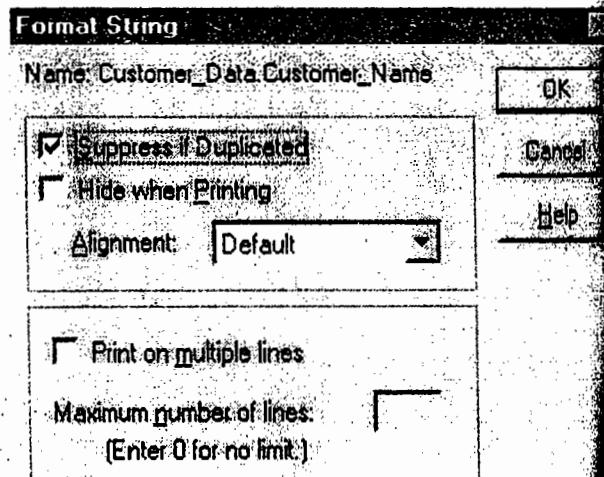 Format String
Name: Customer_Data.Customer_Name
OK
Suppress if Duplicated
Cancel
Hide when Printing
Help
Alignment: Default
Print on multiple lines
Maximum number of lines:
(Enter 0 for no limit.)